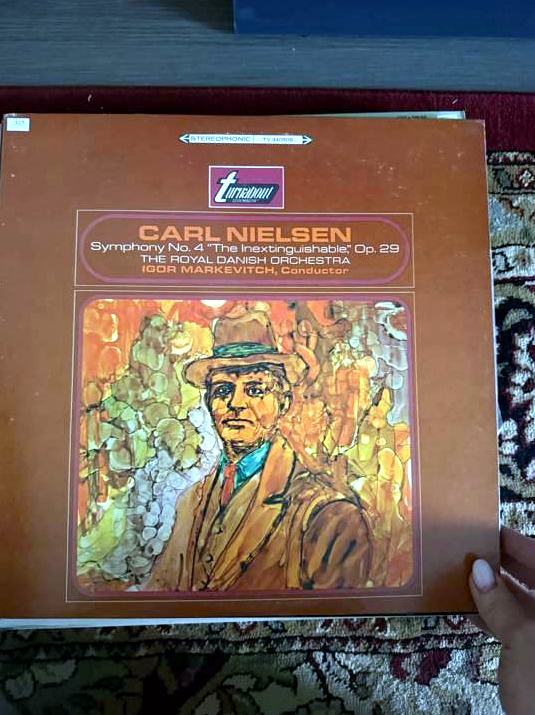 STEREOPHONIC
turnabout
CARL NIELSEN
Symphony No. 4 "The Inextinguishable," Op. 29
THE ROYAL DANISH ORCHESTRA
IGOR MARKEVITCH, Conductor